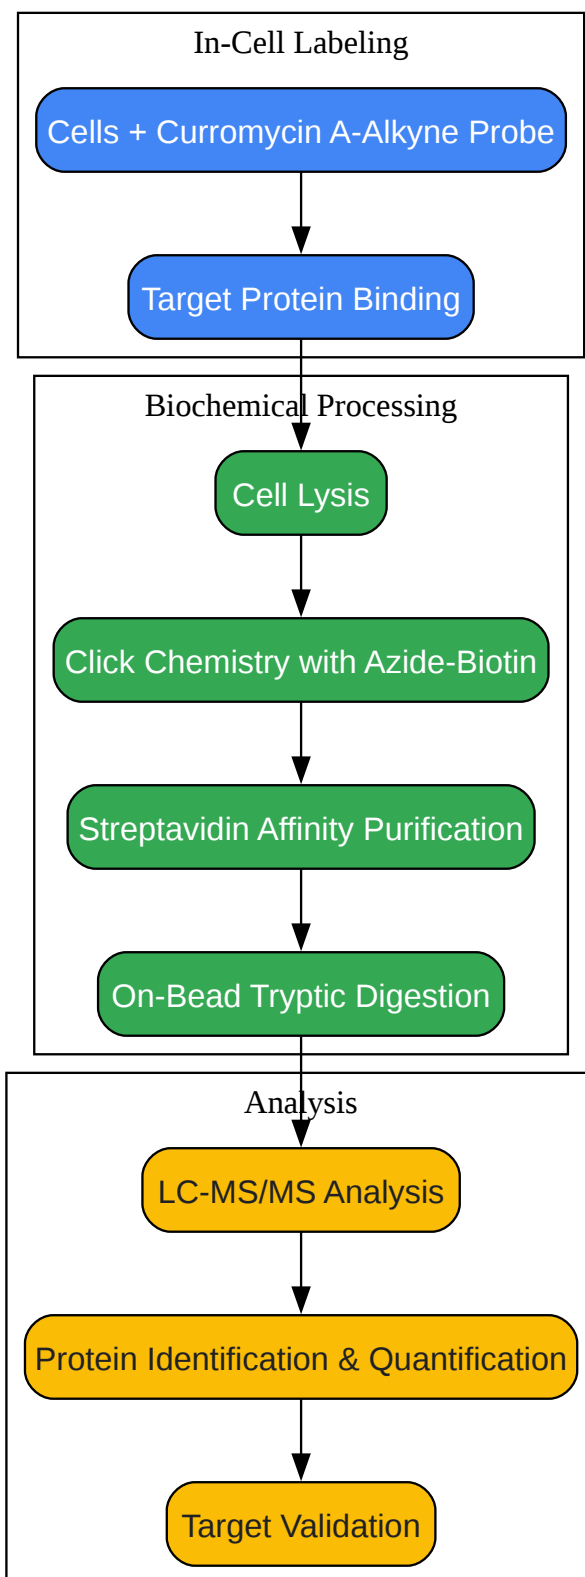 In-Cell Labeling
Cells + Curromycin A-Alkyne Probe
Target Protein Binding
Biochemical Processing
Cell Lysis
Click Chemistry with Azide-Biotin
Streptavidin Affinity Purification
On-Bead Tryptic Digestion
Analysis
LC-MS/MS Analysis
Protein Identification & Quantification
Target Validation